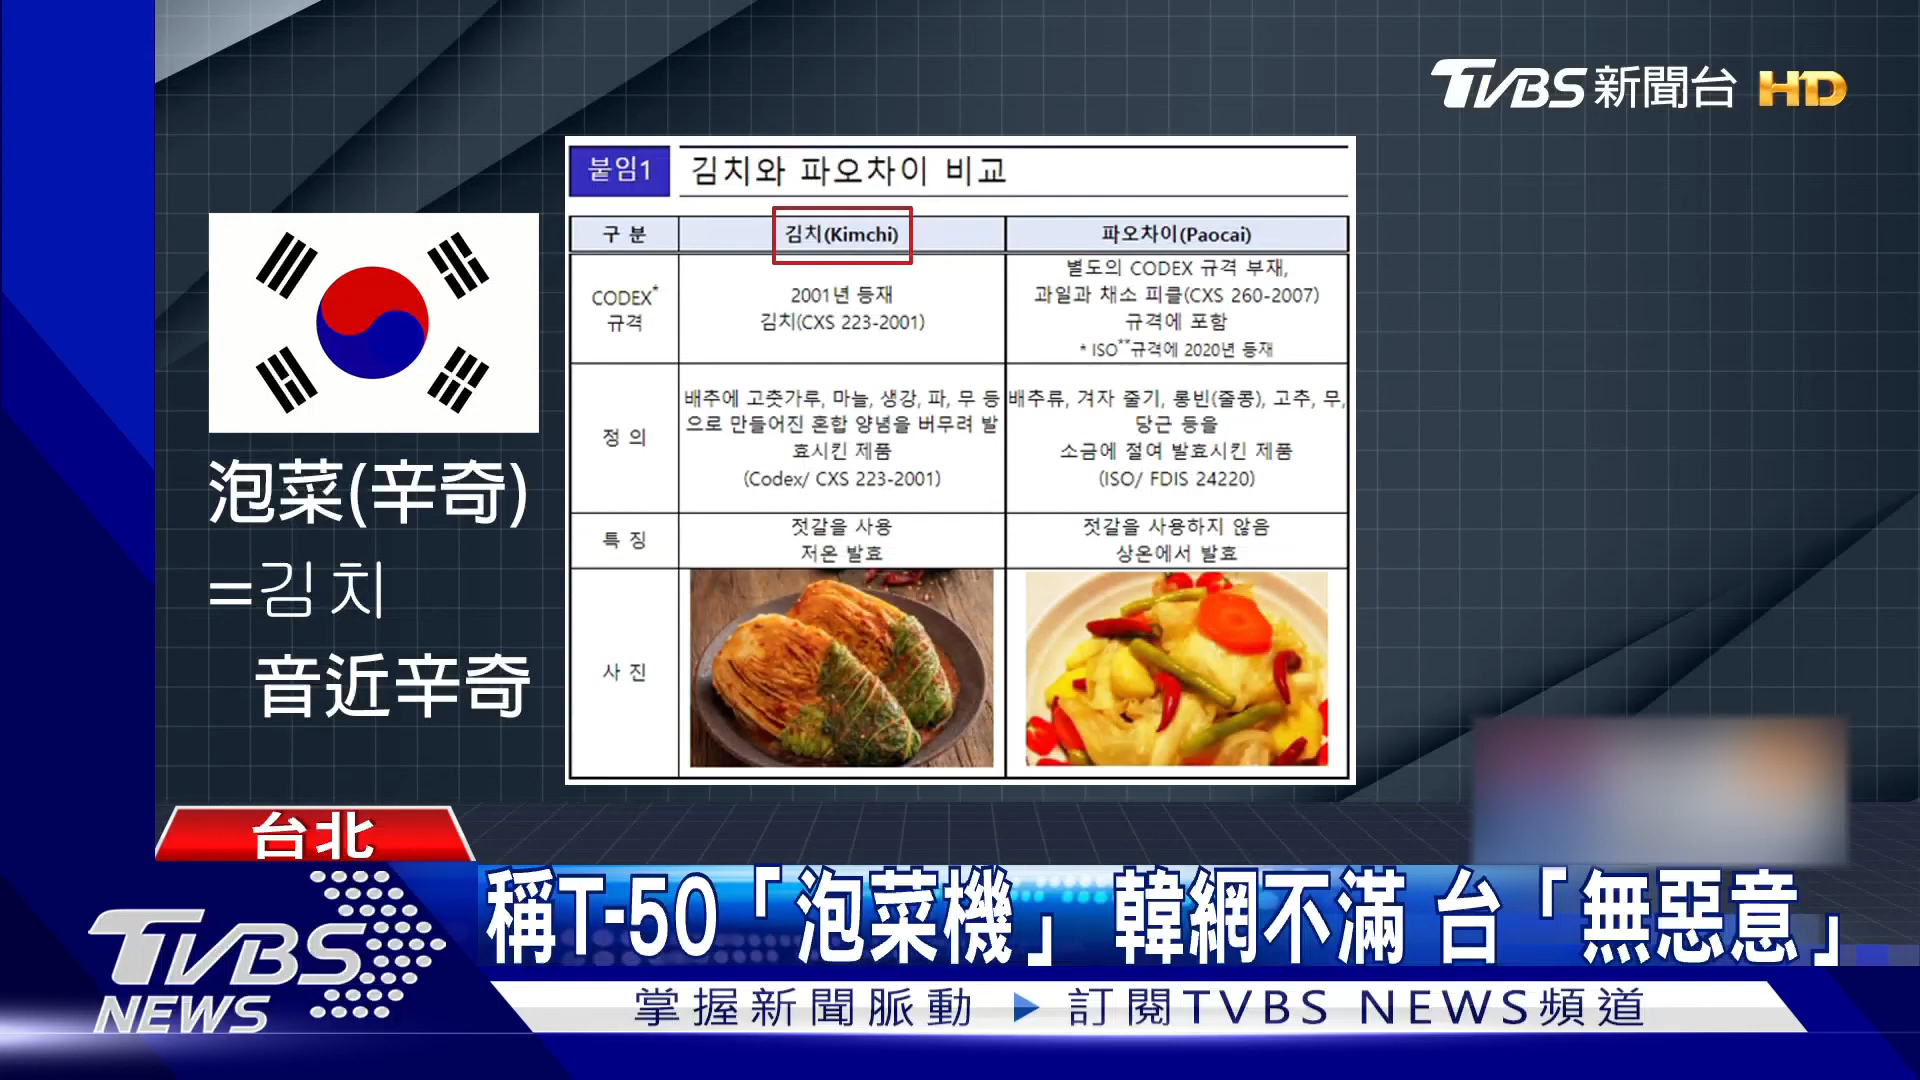 TVBS新聞台 HD
붙임1
김치와 파오차이 비교
구 분
김치(Kimchi)
파오차이(Paocai)
CODEX*
규격
2001년 등재
김치(CXS 223-2001)
별도의 CODEX 규격 부재,
과일과 채소 피클(CXS 260-2007)
규격에 포함
* ISO**규격에 2020년 등재
정 의
배추에 고춧가루, 마늘, 생강, 파, 무 등
으로 만들어진 혼합 양념을 버무려 발
효시킨 제품
(Codex/ CXS 223-2001)
배추류, 겨자 줄기, 롱빈(줄콩), 고추, 무,
당근 등을
소금에 절여 발효시킨 제품
(ISO/ FDIS 24220)
특 징
젓갈을 사용
저온 발효
젓갈을 사용하지 않음
상온에서 발효
사 진
泡菜(辛奇)
=김치
音近辛奇
台北
稱T-50「泡菜機」韓網不滿 台「無惡意」
TVBS
NEWS
掌握新聞脈動 ▶ 訂閱TVBS NEWS頻道